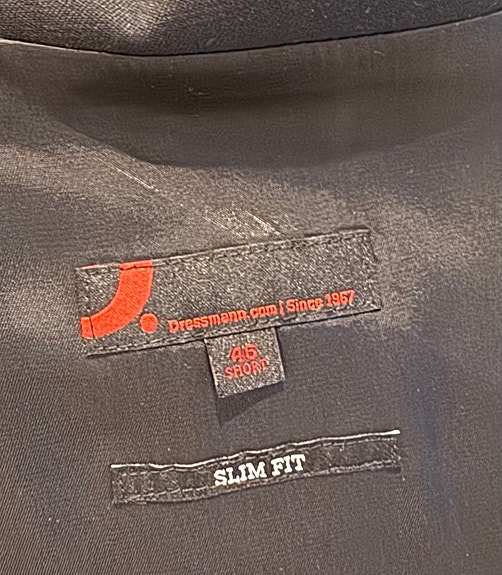 Dressmann.com | Since 1967
46
SHORT
SLIM FIT